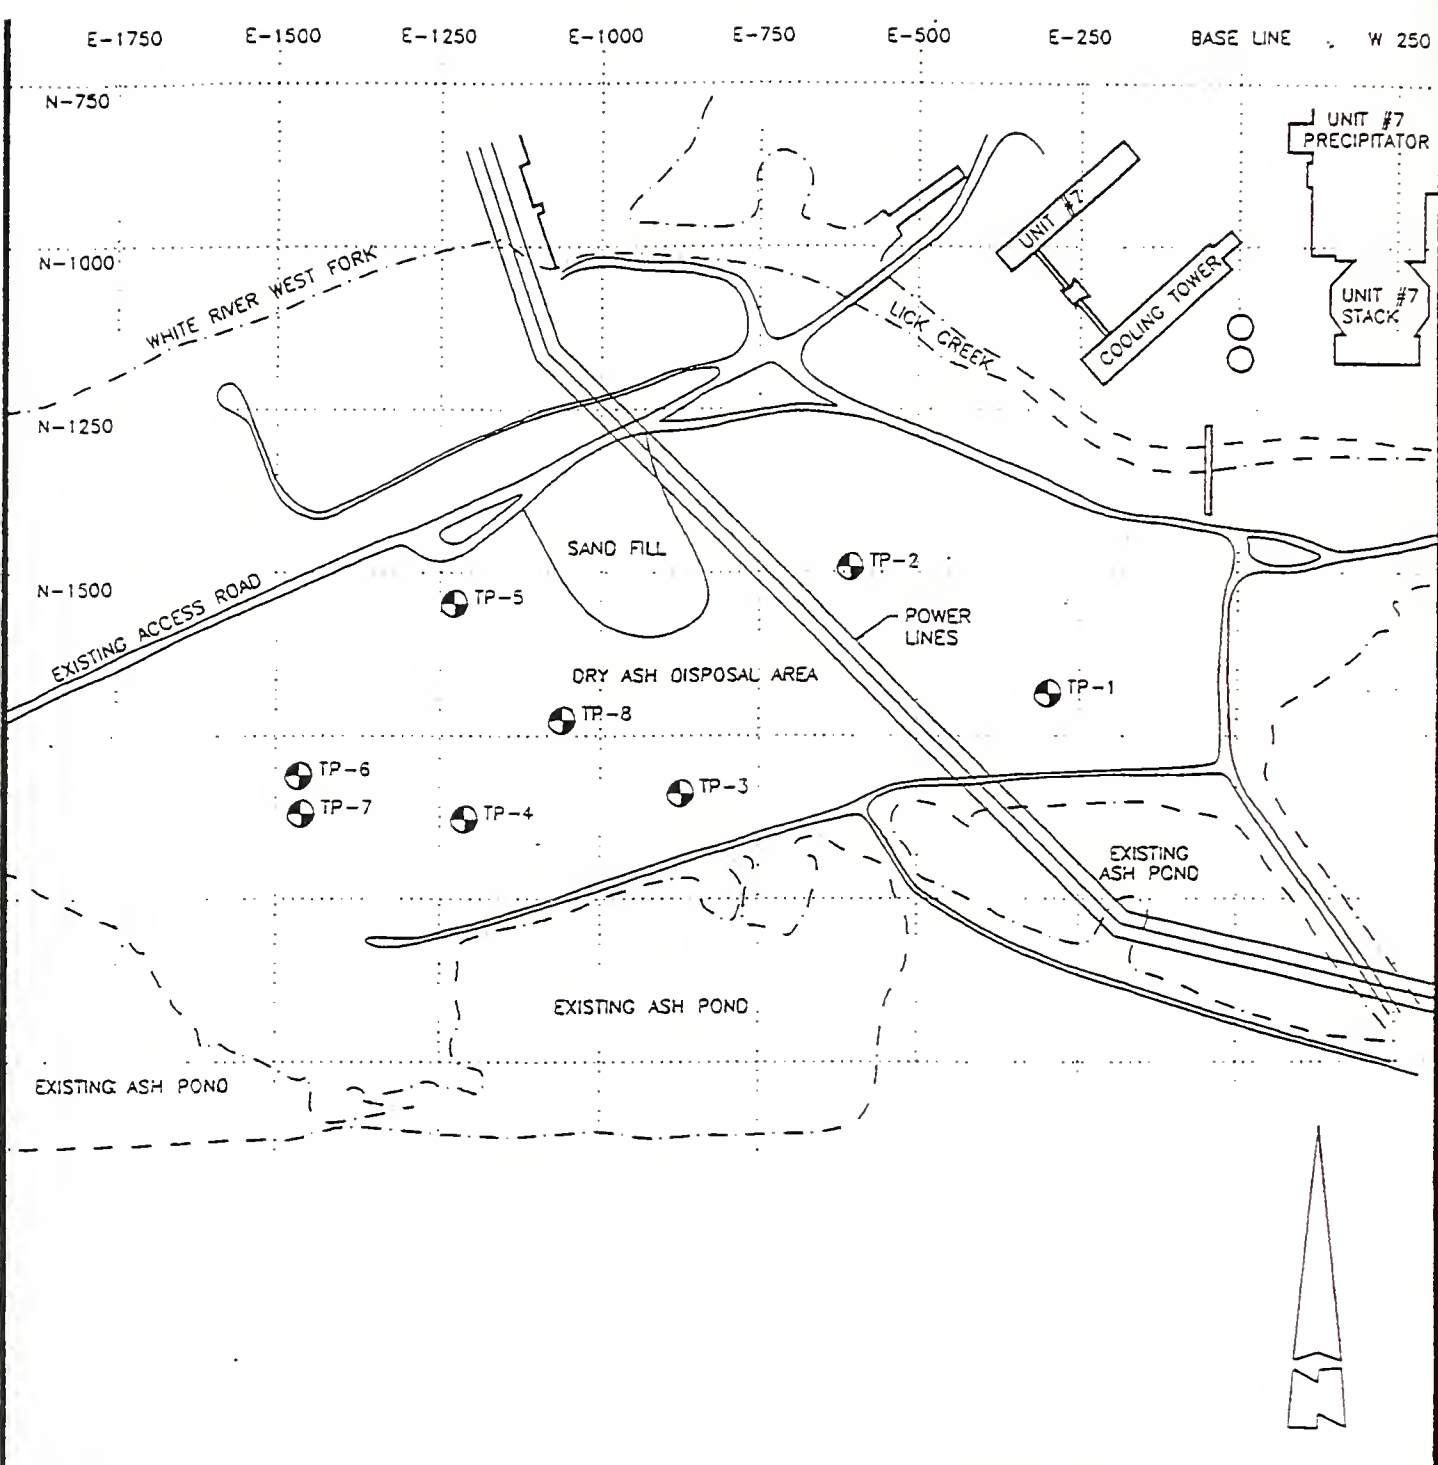 E-1750 E-1500 E-1250 E-1000 E-750 E-500 E-250 BASE LINE W 250
N-750
UNIT #7
PRECIPITATOR
UNIT #7
N-1000
WHITE RIVER WEST FORK
COOLING TOWER
UNIT #7
STACK
LICK CREEK
N-1250
SAND FILL
TP-2
N-1500
TP-5
EXISTING ACCESS ROAD
POWER
LINES
DRY ASH DISPOSAL AREA
TP-1
TP-8
TP-6
TP-3
TP-7
TP-4
EXISTING
ASH POND
EXISTING ASH POND
EXISTING ASH POND
N